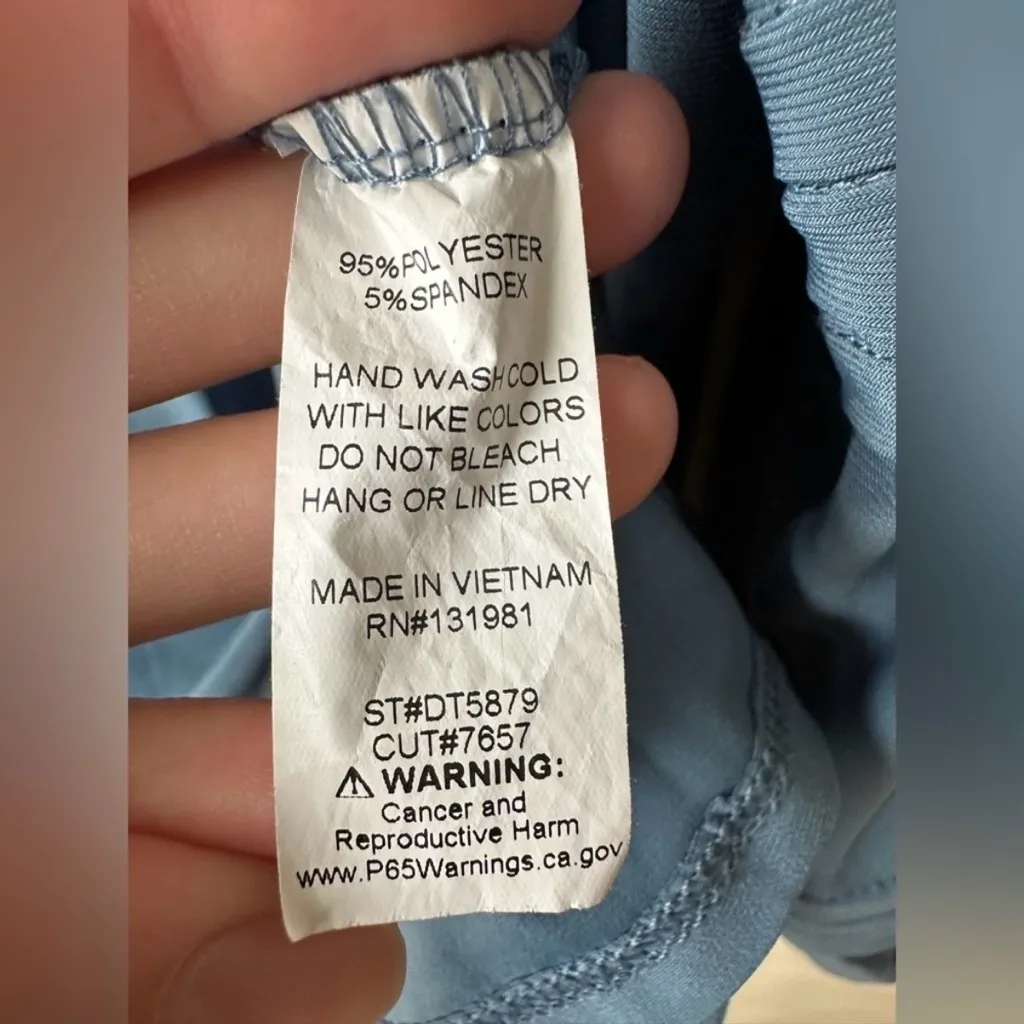 95%POLYESTER
5%SPANDEX
HAND WASH COLD
WITH LIKE COLORS
DO NOT BLEACH
HANG OR LINE DRY
MADE IN VIETNAM
RN#131981
ST#DT5879
CUT#7657
⚠ WARNING:
Cancer and
Reproductive Harm
www.P65Warnings.ca.gov